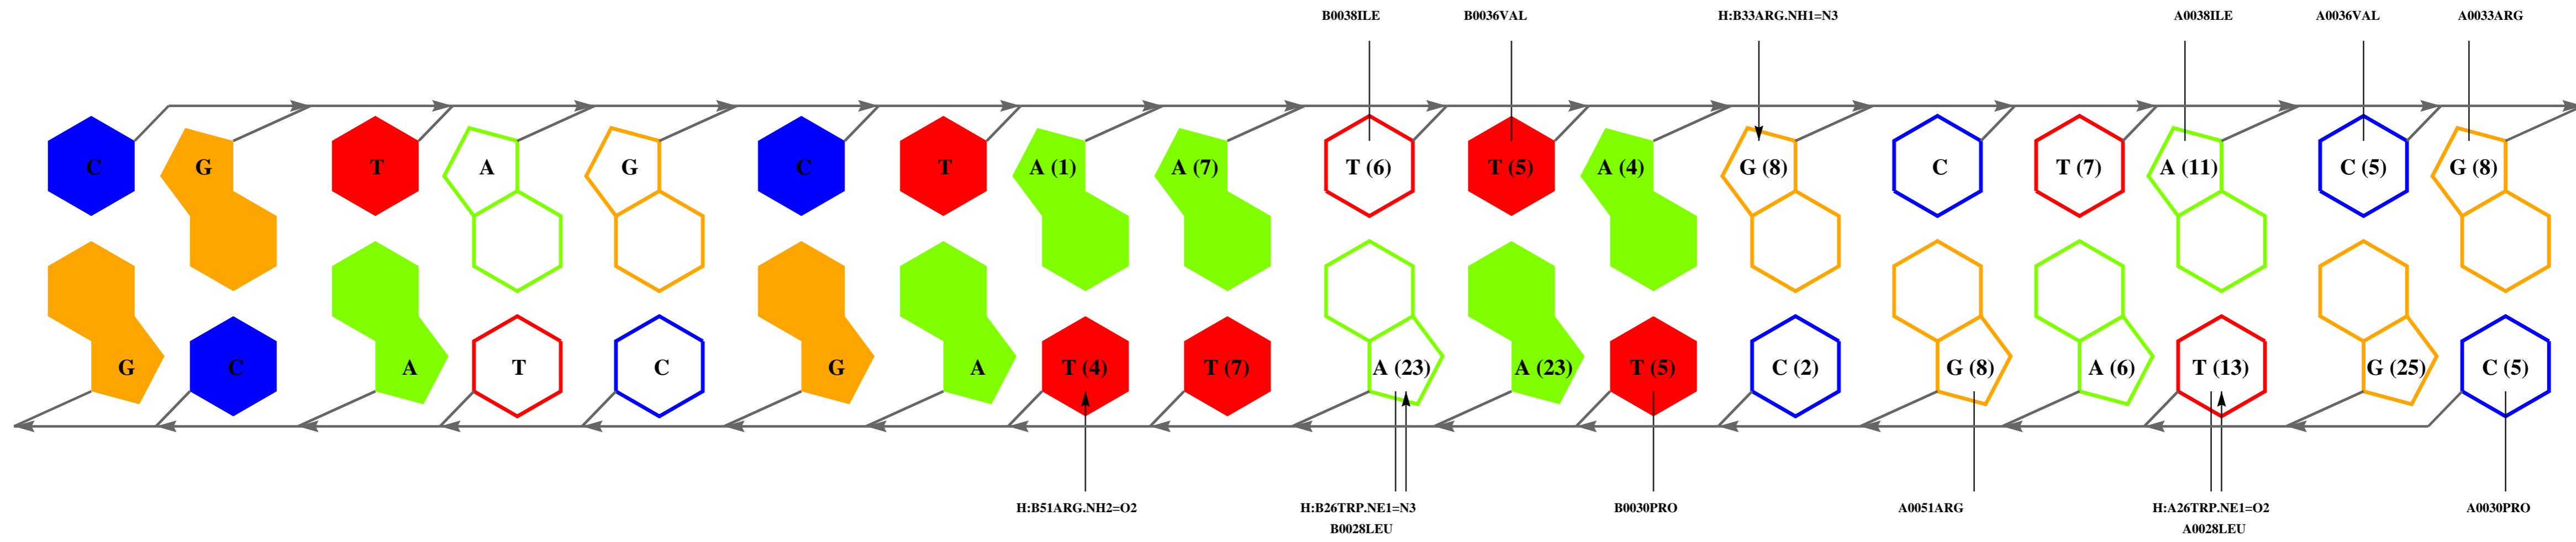 B0038ILE B0036VAL H:B33ARG.NH1=N3 A0038ILE A0036VAL A0033ARG
C G T A G C T A (1) A (7) T (6) T (5) A (4) G (8) C T (7) A (11) C (5) G (8)
G C A T C G A T (4) T (7) A (23) A (23) T (5) C (2) G (8) A (6) T (13) G (25) C (5)
H:B51ARG.NH2=O2 H:B26TRP.NE1=N3 B0030PRO A0051ARG H:A26TRP.NE1=O2 A0030PRO
B0028LEU A0028LEU